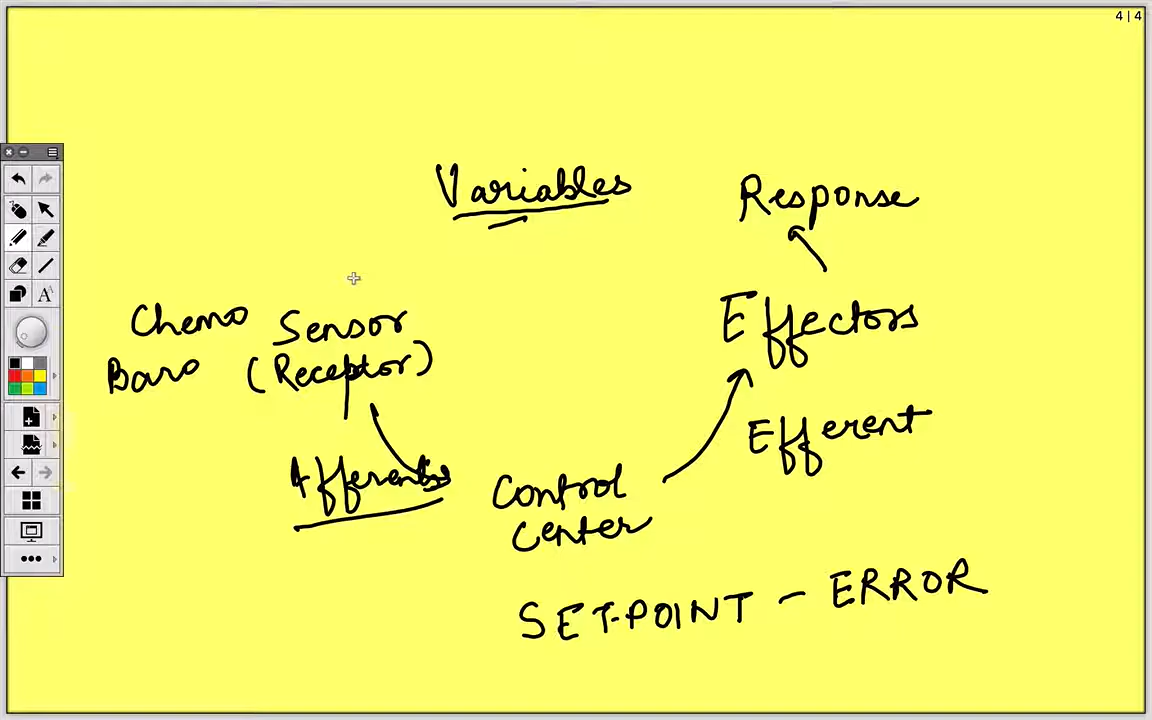 4 | 4
Variables
Response
Chemo Sensor
Baro (Receptor)
Effectors
Efferent
Afferents
Control
Center
SET-POINT - ERROR